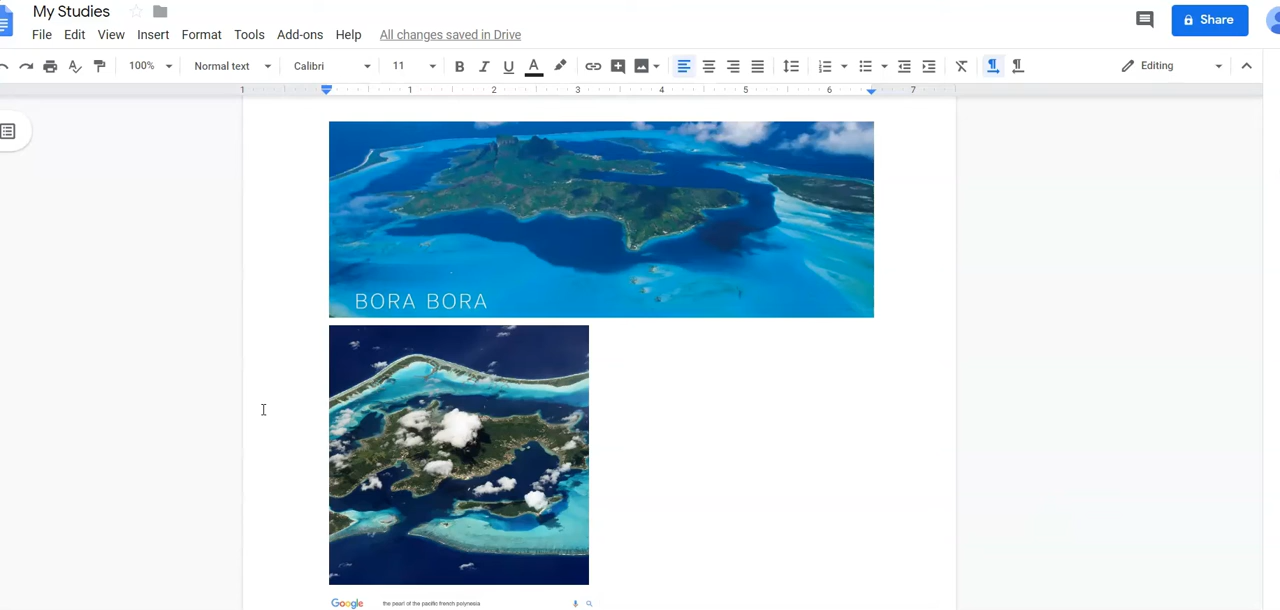 My Studies
File Edit View Insert Format Tools Add-ons Help All changes saved in Drive
Share
100% Normal text Calibri 11 B I U A Editing
1 1 2 3 4 5 6 7
BORA BORA
Google the pearl of the pacific french polynesia